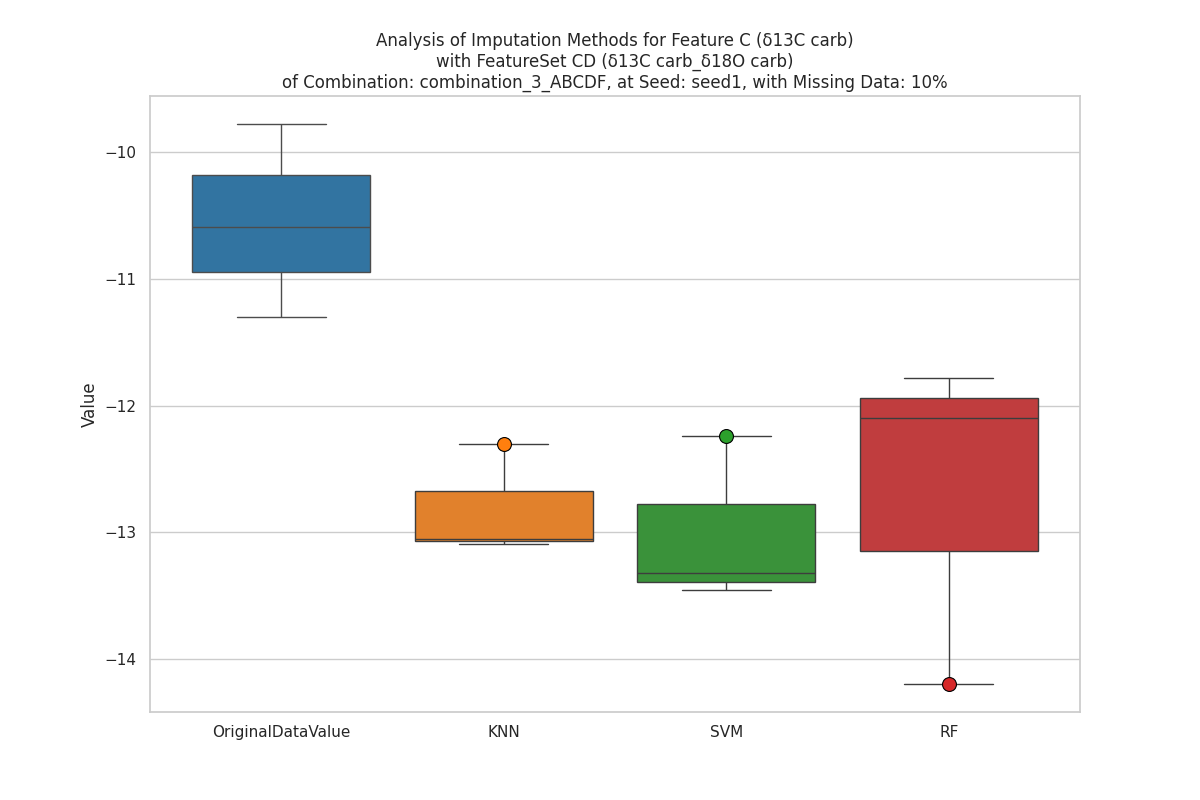 Analysis of Imputation Methods for Feature C (δ13C carb)
with FeatureSet CD (δ13C carb_δ18O carb)
of Combination: combination_3_ABCDF, at Seed: seed1, with Missing Data: 10%
−10
−11
−12
−13
−14
Value
OriginalDataValue
KNN
SVM
RF